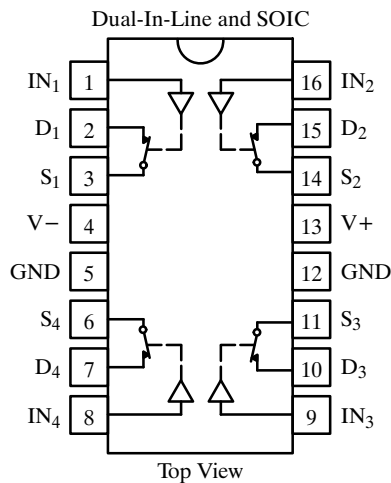 Dual-In-Line and SOIC
IN₁ 1 16 IN₂
D₁ 2 15 D₂
S₁ 3 14 S₂
V− 4 13 V+
GND 5 12 GND
S₄ 6 11 S₃
D₄ 7 10 D₃
IN₄ 8 9 IN₃
Top View